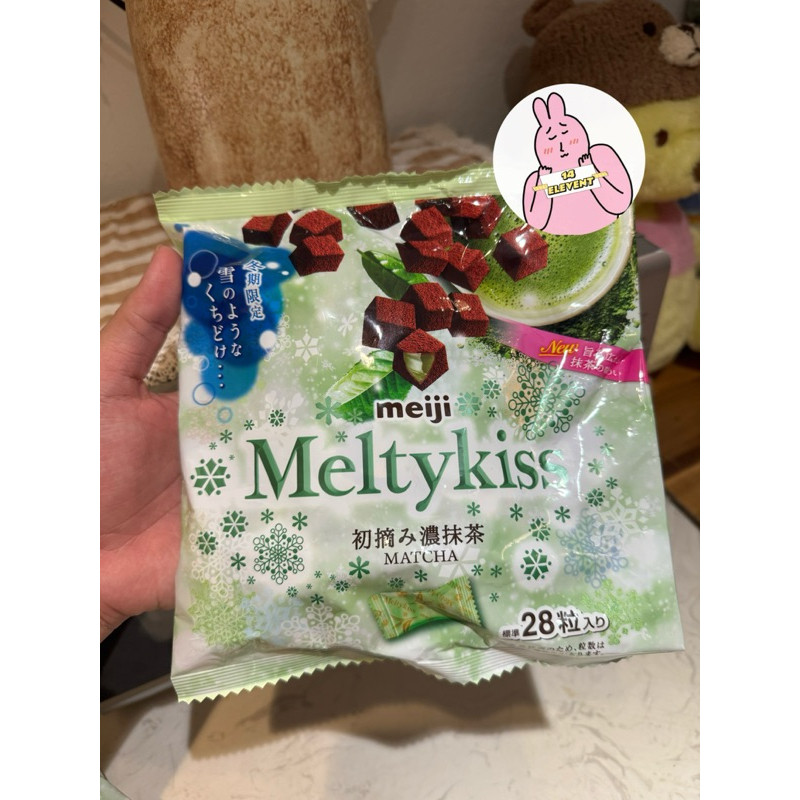 14
ELEVENT
冬期限定
雪のような
くちどけ…
New
meiji
Meltykiss
初摘み濃抹茶
MATCHA
標準28粒入り